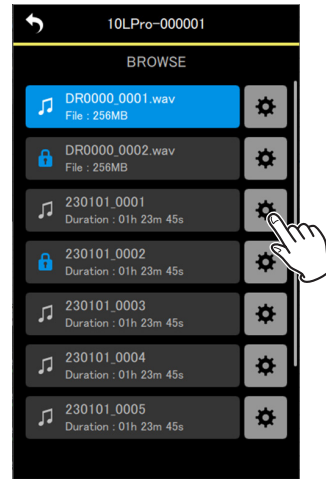 10LPro-000001
BROWSE
DR0000_0001.wav
File : 256MB
DR0000_0002.wav
File : 256MB
230101_0001
Duration : 01h 23m 45s
230101_0002
Duration : 01h 23m 45s
230101_0003
Duration : 01h 23m 45s
230101_0004
Duration : 01h 23m 45s
230101_0005
Duration : 01h 23m 45s